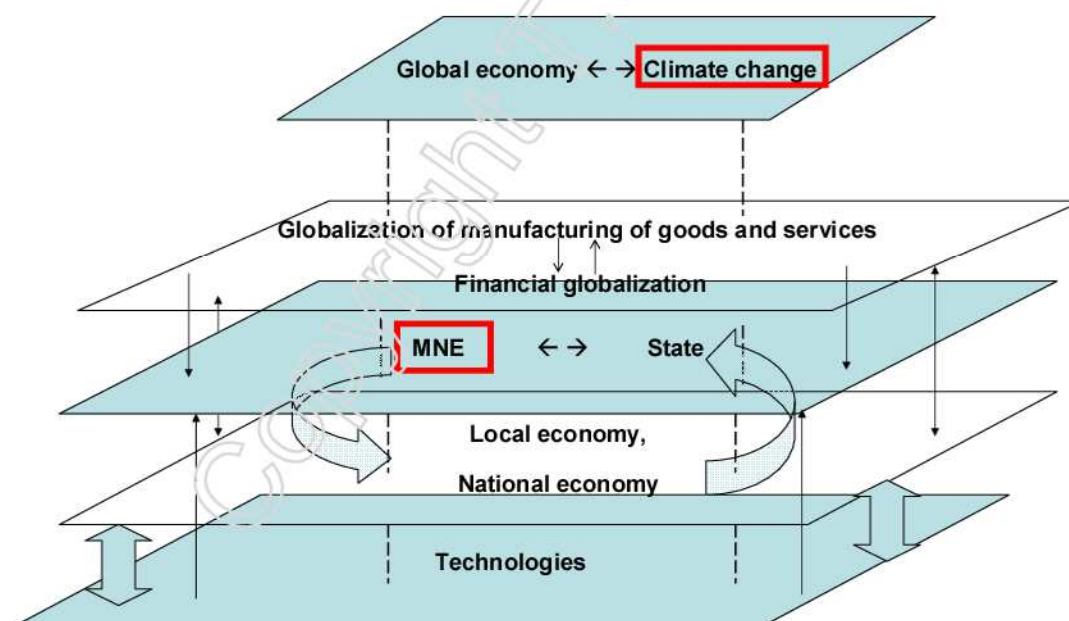 Global economy ← → Climate change
Globalization of manufacturing of goods and services
Financial globalization
MNE ← → State
Local economy,
National economy
Technologies
Copyright T